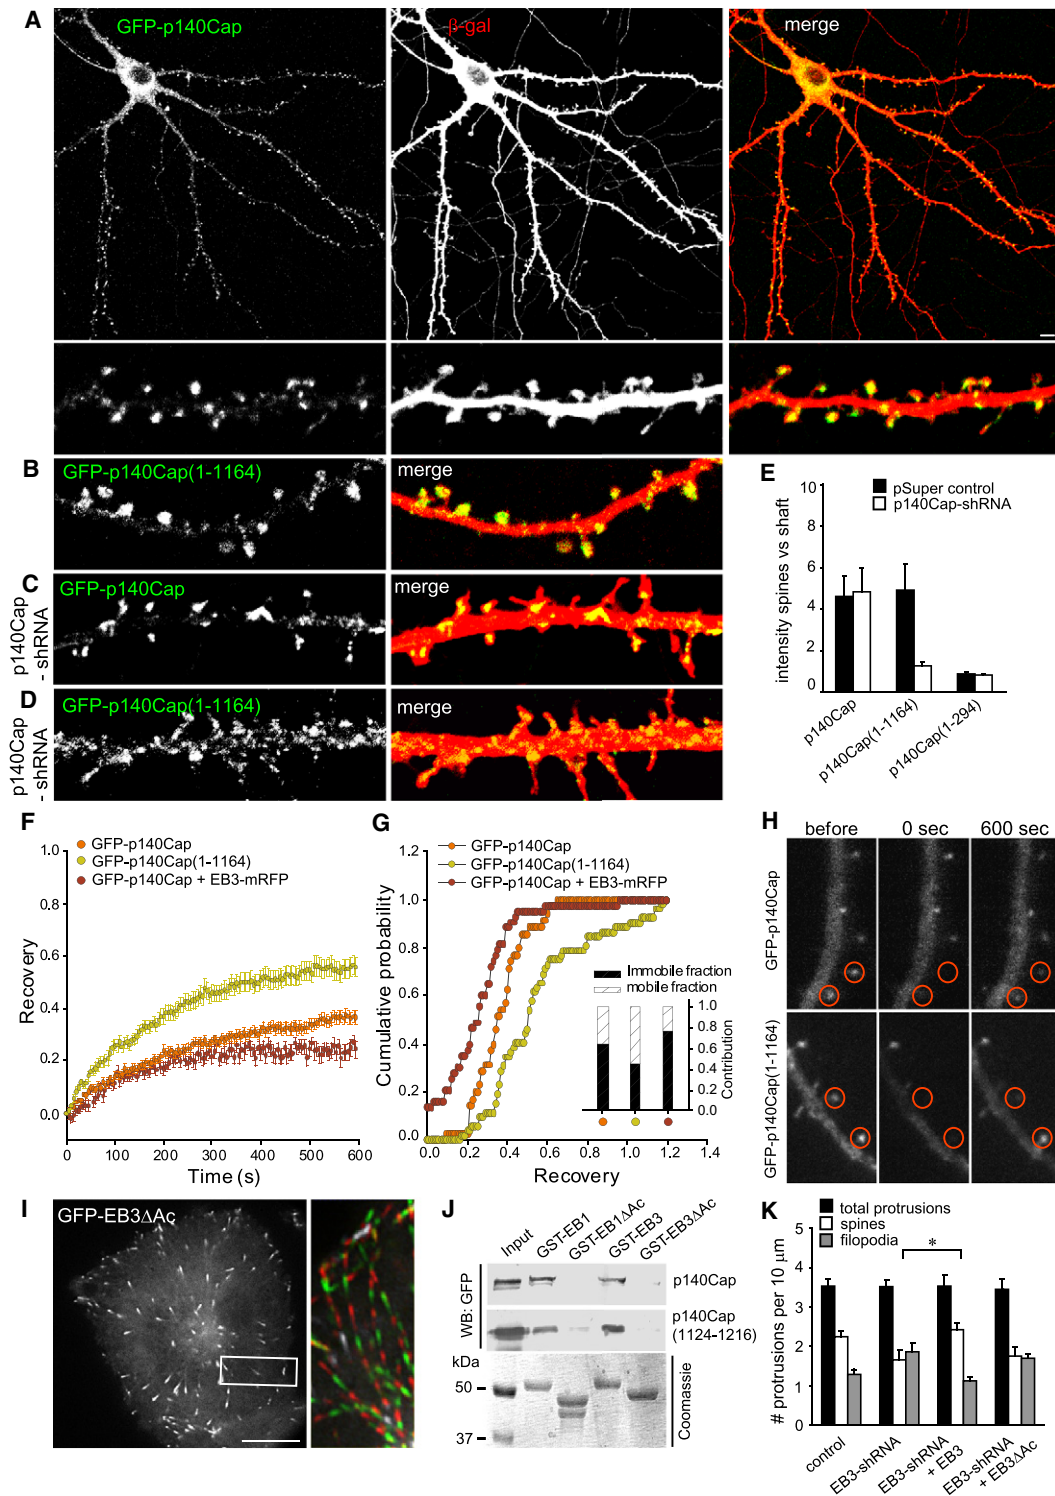 A
GFP-p140Cap
β-gal
merge
B
GFP-p140Cap(1-1164)
merge
C
p140Cap
- shRNA
GFP-p140Cap
merge
D
p140Cap
- shRNA
GFP-p140Cap(1-1164)
merge
E
pSuper control
p140Cap-shRNA
intensity spines vs shaft
10
8
6
4
2
0
p140Cap
p140Cap(1-1164)
p140Cap(1-294)
F
GFP-p140Cap
GFP-p140Cap(1-1164)
GFP-p140Cap + EB3-mRFP
Recovery
1.0
0.8
0.6
0.4
0.2
0.0
0 100 200 300 400 500 600
Time (s)
G
GFP-p140Cap
GFP-p140Cap(1-1164)
GFP-p140Cap + EB3-mRFP
Cumulative probability
1.2
1.0
0.8
0.6
0.4
0.2
0.0
0.0 0.2 0.4 0.6 0.8 1.0 1.2 1.4
Recovery
Immobile fraction
mobile fraction
1.0
0.8
0.6
0.4
0.2
0.0
Contribution
H
before 0 sec 600 sec
GFP-p140Cap
GFP-p140Cap(1-1164)
I
GFP-EB3ΔAc
J
Input
GST-EB1
GST-EB1ΔAc
GST-EB3
GST-EB3ΔAc
WB: GFP
p140Cap
p140Cap
(1124-1216)
kDa
50
37
Coomassie
K
total protrusions
spines
filopodia
*
# protrusions per 10 μm
5
4
3
2
1
0
control
EB3-shRNA
EB3-shRNA
+ EB3
EB3-shRNA
+ EB3ΔAc